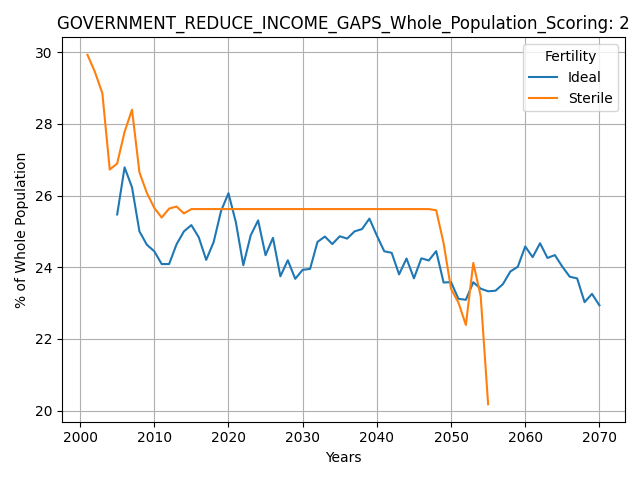 GOVERNMENT_REDUCE_INCOME_GAPS_Whole_Population_Scoring: 2
Fertility
Ideal
Sterile
% of Whole Population
30
28
26
24
22
20
2000 2010 2020 2030 2040 2050 2060 2070
Years